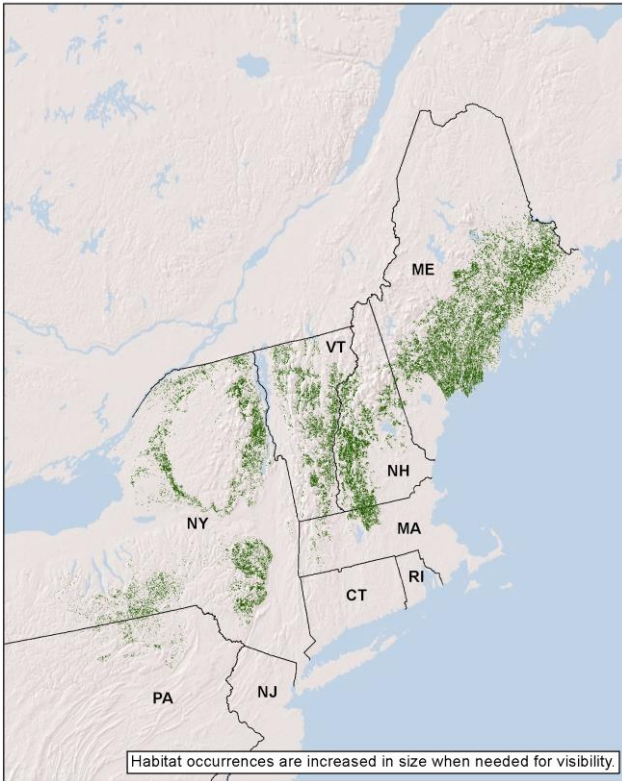 ME
VT
NH
NY
MA
CT
RI
PA
NJ
Habitat occurrences are increased in size when needed for visibility.